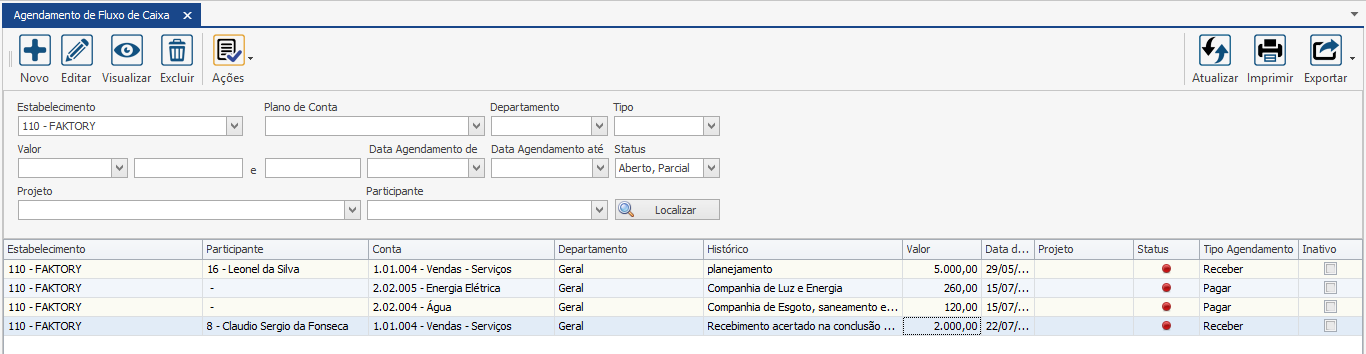 Agendamento de Fluxo de Caixa
Novo Editar Visualizar Excluir Ações Atualizar Imprimir Exportar
Estabelecimento Plano de Conta Departamento Tipo
110 - FAKTORY
Valor Data Agendamento de Data Agendamento até Status
e Aberto, Parcial
Projeto Participante
Localizar
Estabelecimento Participante Conta Departamento Histórico Valor Data d... Projeto Status Tipo Agendamento Inativo
110 - FAKTORY 16 - Leonel da Silva 1.01.004 - Vendas - Serviços Geral planejamento 5.000,00 29/05/... Receber
110 - FAKTORY - 2.02.005 - Energia Elétrica Geral Companhia de Luz e Energia 260,00 15/07/... Pagar
110 - FAKTORY - 2.02.004 - Água Geral Companhia de Esgoto, saneamento e... 120,00 15/07/... Pagar
110 - FAKTORY 8 - Claudio Sergio da Fonseca 1.01.004 - Vendas - Serviços Geral Recebimento acertado na conclusão ... 2.000,00 22/07/... Receber